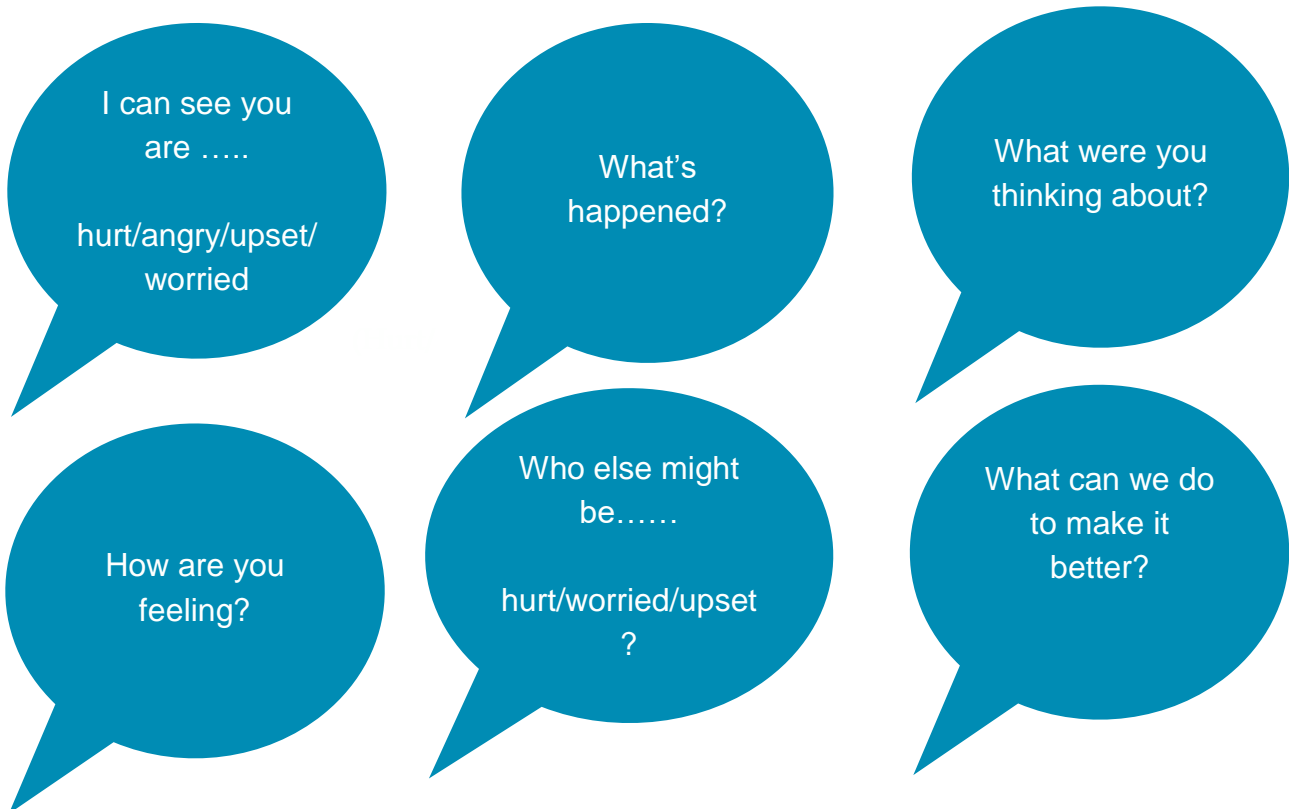 I can see you
are …..
hurt/angry/upset/
worried
What’s
happened?
What were you
thinking about?
How are you
feeling?
Who else might
be……
hurt/worried/upset
?
What can we do
to make it
better?